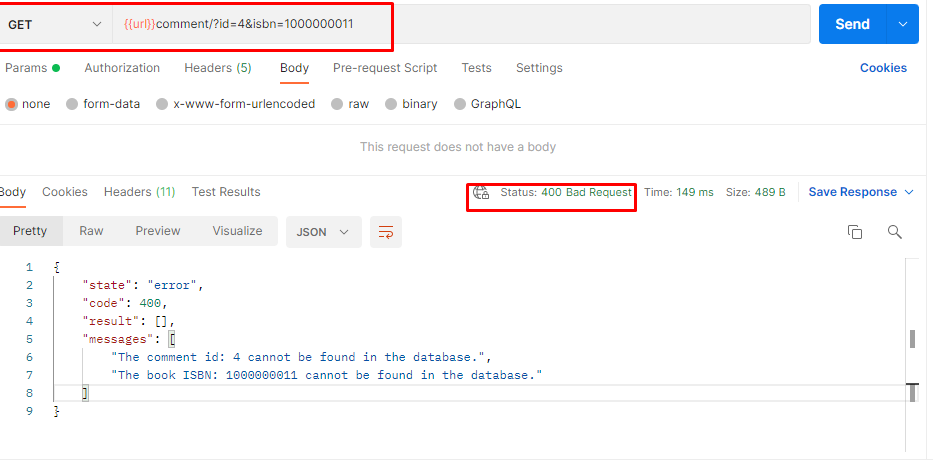 GET {{url}}comment/?id=4&isbn=1000000011 Send
Params Authorization Headers (5) Body Pre-request Script Tests Settings Cookies
none form-data x-www-form-urlencoded raw binary GraphQL
This request does not have a body
Body Cookies Headers (11) Test Results Status: 400 Bad Request Time: 149 ms Size: 489 B Save Response
Pretty Raw Preview Visualize JSON
1 {
2 "state": "error",
3 "code": 400,
4 "result": [],
5 "messages": [
6 "The comment id: 4 cannot be found in the database.",
7 "The book ISBN: 1000000011 cannot be found in the database."
8 ]
9 }